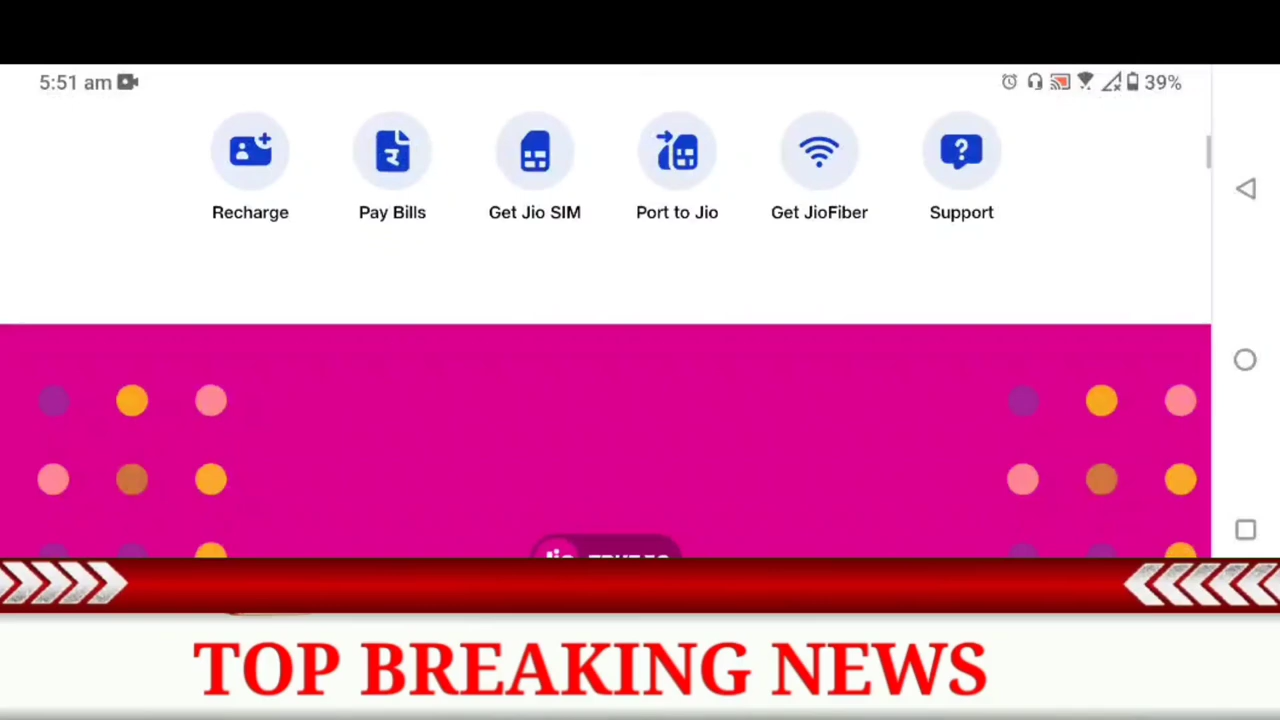 5:51 am
39%
Recharge
Pay Bills
Get Jio SIM
Port to Jio
Get JioFiber
Support
TOP BREAKING NEWS